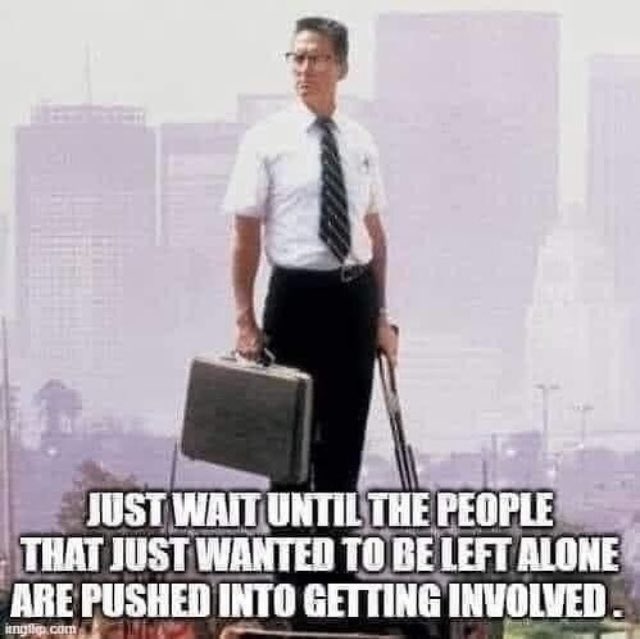 JUST WAIT UNTIL THE PEOPLE
THAT JUST WANTED TO BE LEFT ALONE
ARE PUSHED INTO GETTING INVOLVED.
imgflip.com